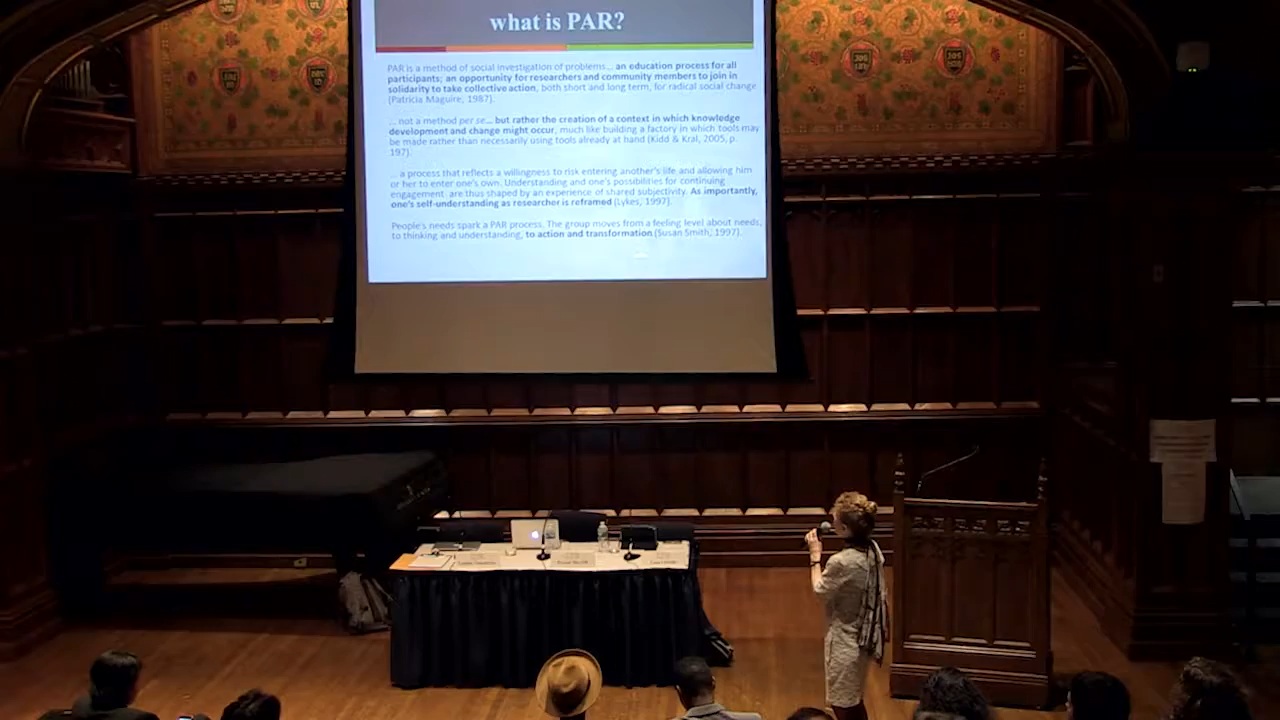 what is PAR?
PAR is a method of social investigation of problems... an education process for all
participants; an opportunity for researchers and community members to join in
solidarity to take collective action, both short and long term, for radical social change
(Patricia Maguire, 1987).
... not a method per se... but rather the creation of a context in which knowledge
development and change might occur, much like building a factory in which tools may
be made rather than necessarily using tools already at hand (Kidd & Kral, 2005, p.
197).
... a process that reflects a willingness to risk entering another's life and allowing him
or her to enter one's own. Understanding and one's possibilities for continuing
engagement are thus shaped by an experience of shared subjectivity. As importantly,
one's self-understanding as researcher is reframed (Lykes, 1997).
People's needs spark a PAR process. The group moves from a feeling level about needs,
to thinking and understanding, to action and transformation (Susan Smith, 1997).